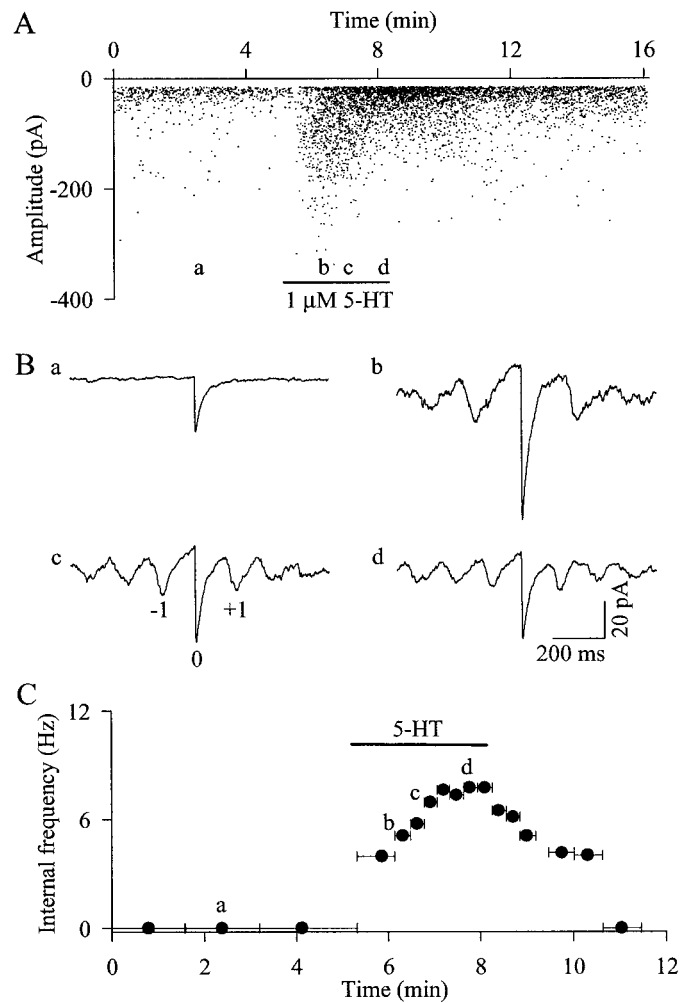 A
Time (min)
0 4 8 12 16
Amplitude (pA)
0
-200
-400
a b c d
1 µM 5-HT
B
a b
c d
-1 +1
0
20 pA
200 ms
C
Internal frequency (Hz)
12
6
0
5-HT
a b c d
0 2 4 6 8 10 12
Time (min)